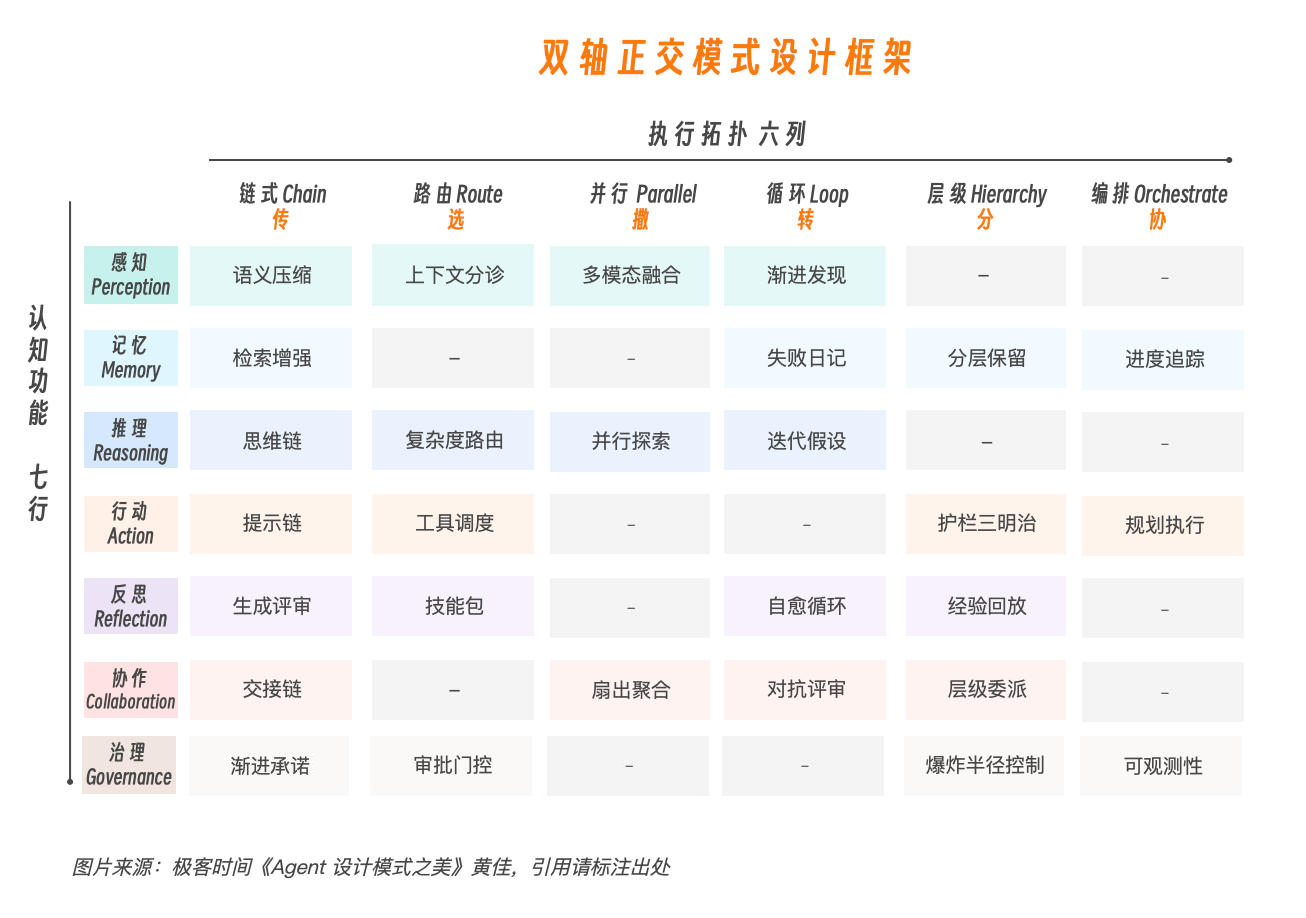 双轴正交模式设计框架
执行拓扑 六列
链式 Chain 路由 Route 并行 Parallel 循环 Loop 层级 Hierarchy 编排 Orchestrate
传 选 撒 转 分 协
认知功能 七行
感知 语义压缩 上下文分诊 多模态融合 渐进发现 – –
Perception
记忆 检索增强 – – 失败日记 分层保留 进度追踪
Memory
推理 思维链 复杂度路由 并行探索 迭代假设 – –
Reasoning
行动 提示链 工具调度 – – 护栏三明治 规划执行
Action
反思 生成评审 技能包 – 自愈循环 经验回放 –
Reflection
协作 交接链 – 扇出聚合 对抗评审 层级委派 –
Collaboration
治理 渐进承诺 审批门控 – – 爆炸半径控制 可观测性
Governance
图片来源：极客时间《Agent 设计模式之美》黄佳，引用请标注出处